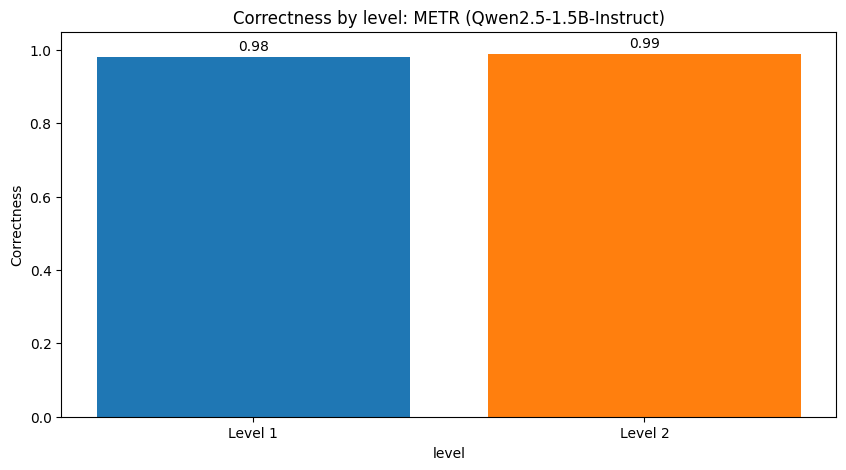 Correctness by level: METR (Qwen2.5-1.5B-Instruct)
0.98
0.99
1.0
0.8
0.6
0.4
0.2
0.0
Correctness
Level 1
Level 2
level